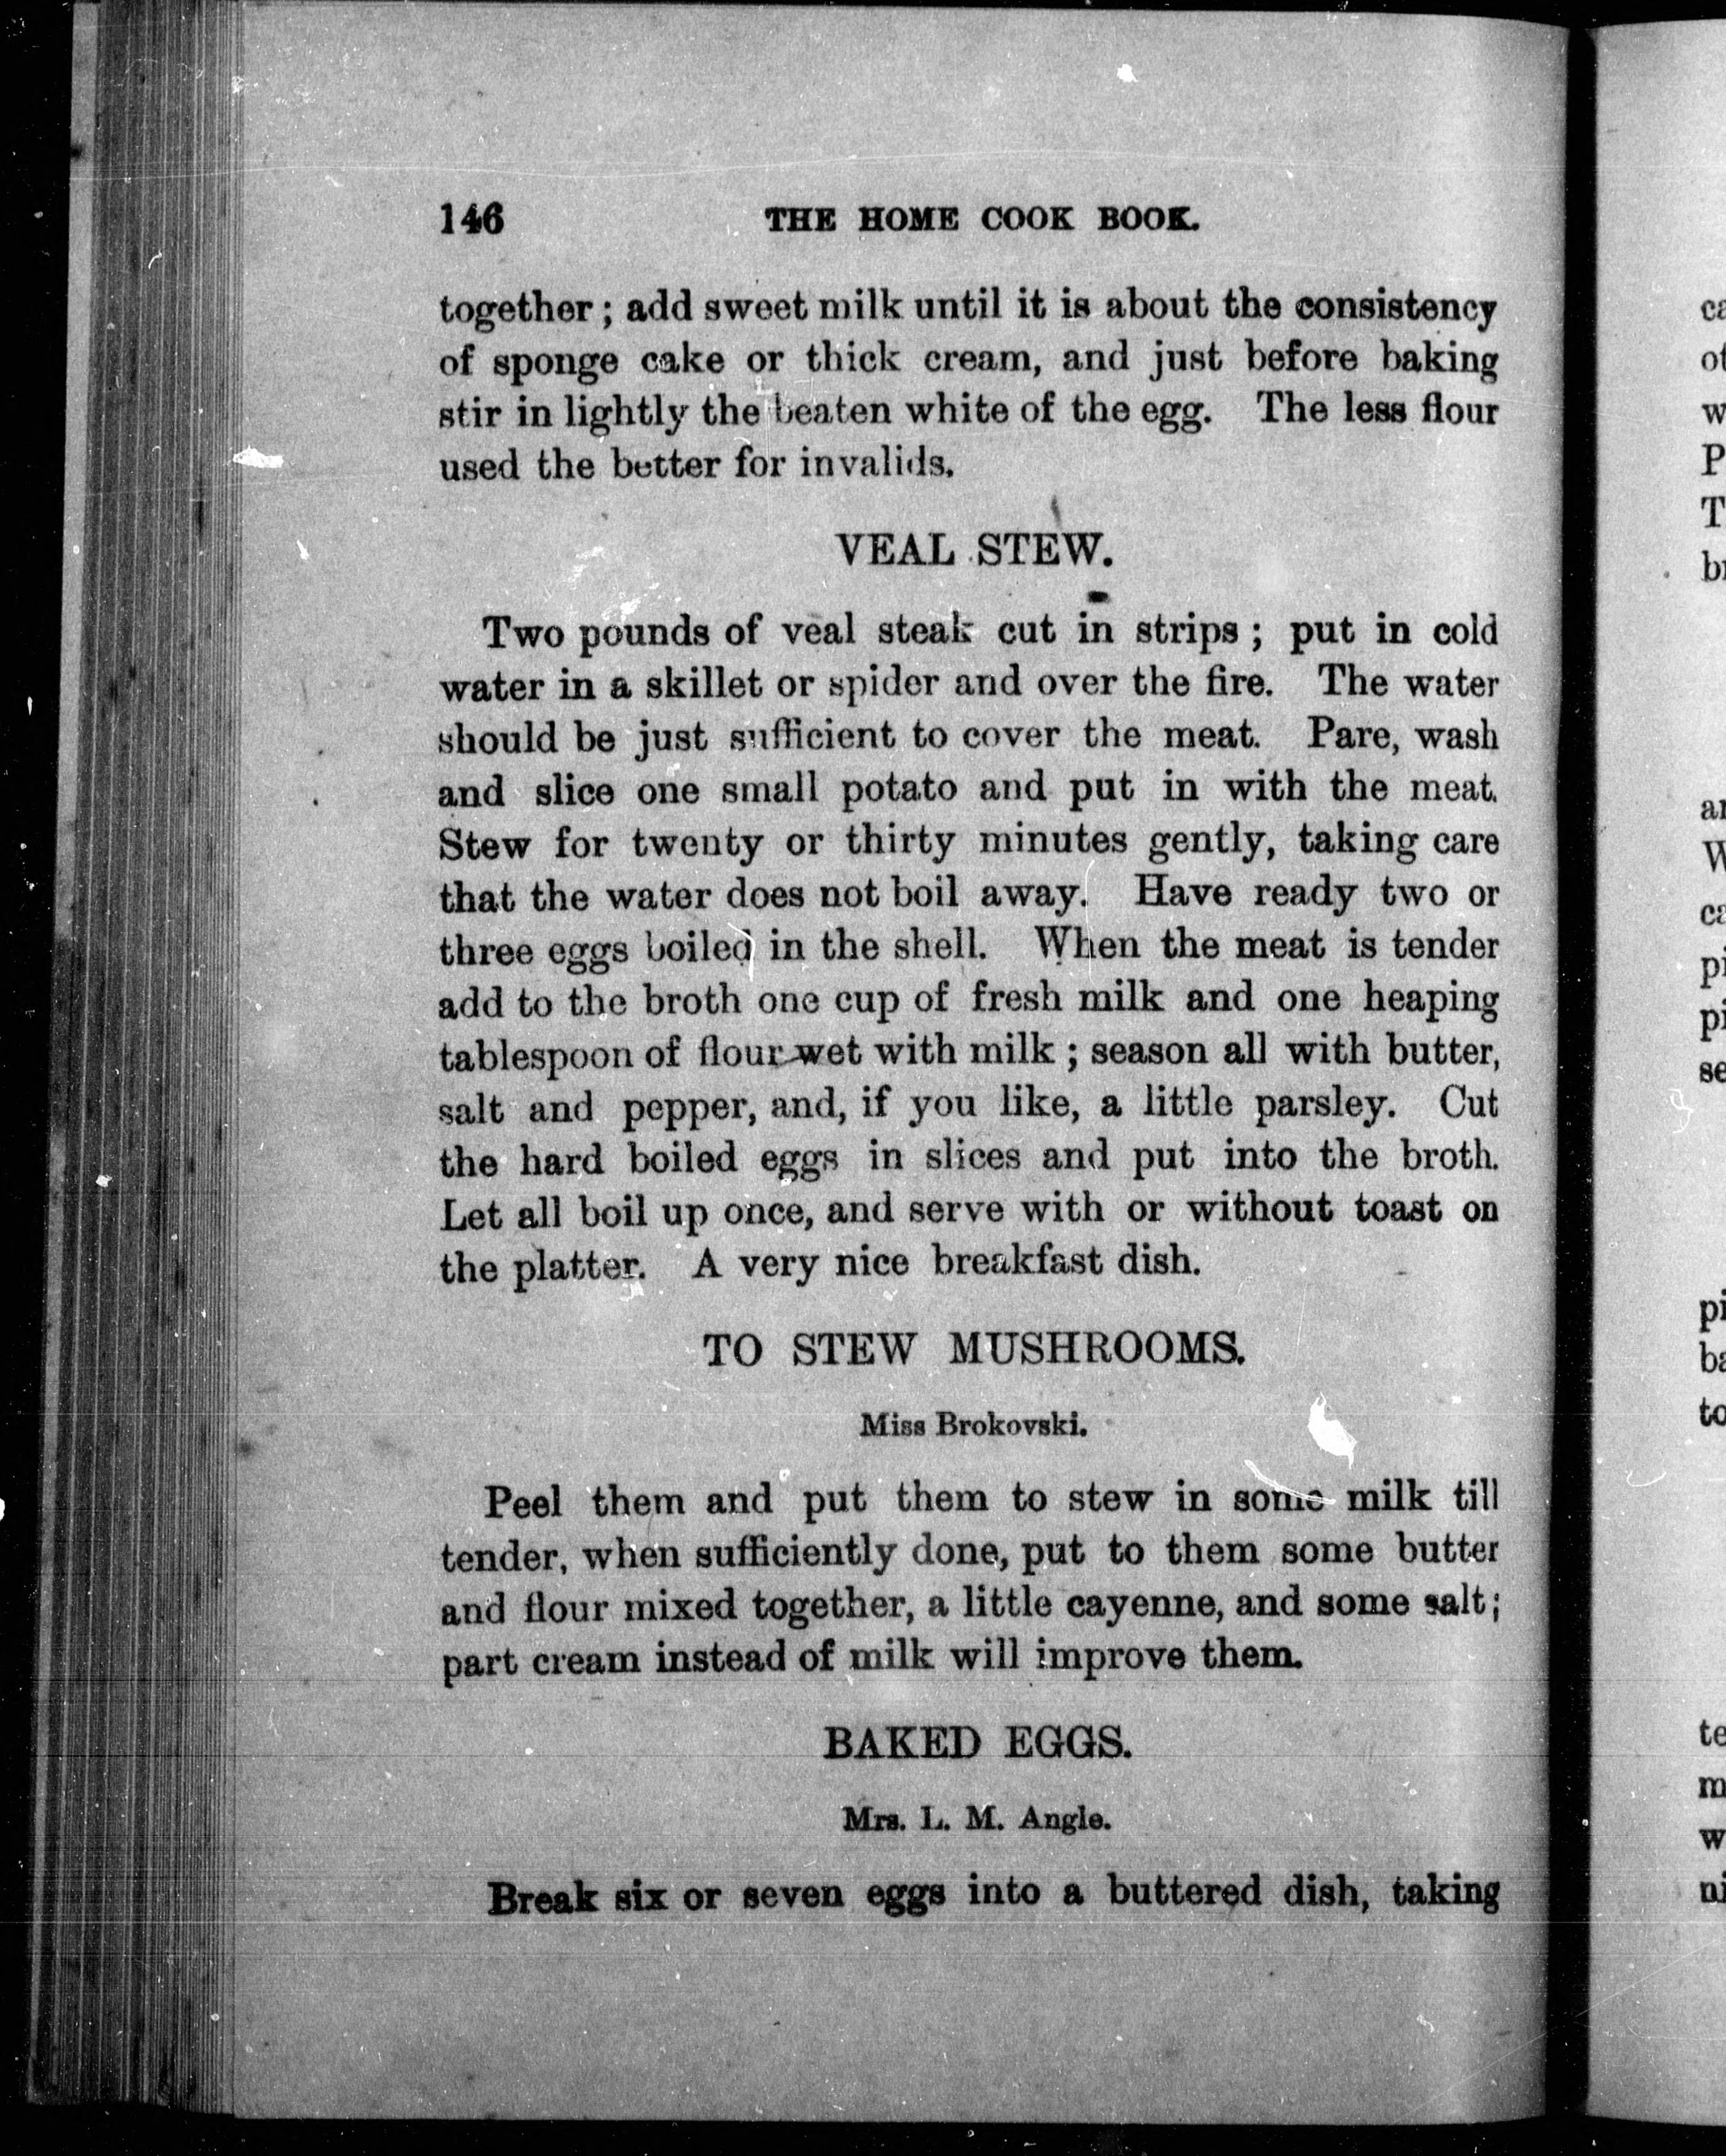 146 THE HOME COOK BOOK.
together; add sweet milk until it is about the consistency
of sponge cake or thick cream, and just before baking
stir in lightly the beaten white of the egg. The less flour
used the better for invalids.
VEAL STEW.
Two pounds of veal steak cut in strips; put in cold
water in a skillet or spider and over the fire. The water
should be just sufficient to cover the meat. Pare, wash
and slice one small potato and put in with the meat.
Stew for twenty or thirty minutes gently, taking care
that the water does not boil away. Have ready two or
three eggs boiled in the shell. When the meat is tender
add to the broth one cup of fresh milk and one heaping
tablespoon of flour wet with milk; season all with butter,
salt and pepper, and, if you like, a little parsley. Cut
the hard boiled eggs in slices and put into the broth.
Let all boil up once, and serve with or without toast on
the platter. A very nice breakfast dish.
TO STEW MUSHROOMS.
Miss Brokovski.
Peel them and put them to stew in some milk till
tender, when sufficiently done, put to them some butter
and flour mixed together, a little cayenne, and some salt;
part cream instead of milk will improve them.
BAKED EGGS.
Mrs. L. M. Angle.
Break six or seven eggs into a buttered dish, taking